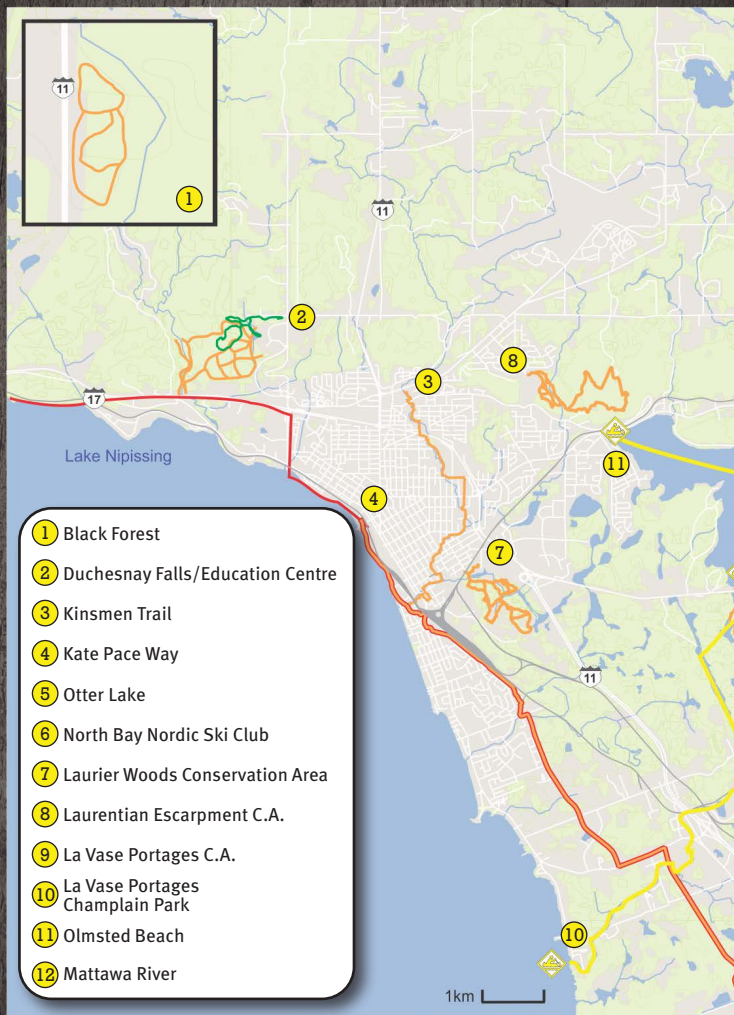 11
1
11
2
8
3
17
Lake Nipissing
11
4
7
1 Black Forest
2 Duchesnay Falls/Education Centre
3 Kinsmen Trail
4 Kate Pace Way
5 Otter Lake
6 North Bay Nordic Ski Club
7 Laurier Woods Conservation Area
8 Laurentian Escarpment C.A.
9 La Vase Portages C.A.
10 La Vase Portages
Champlain Park
11 Olmsted Beach
12 Mattawa River
11
10
1km